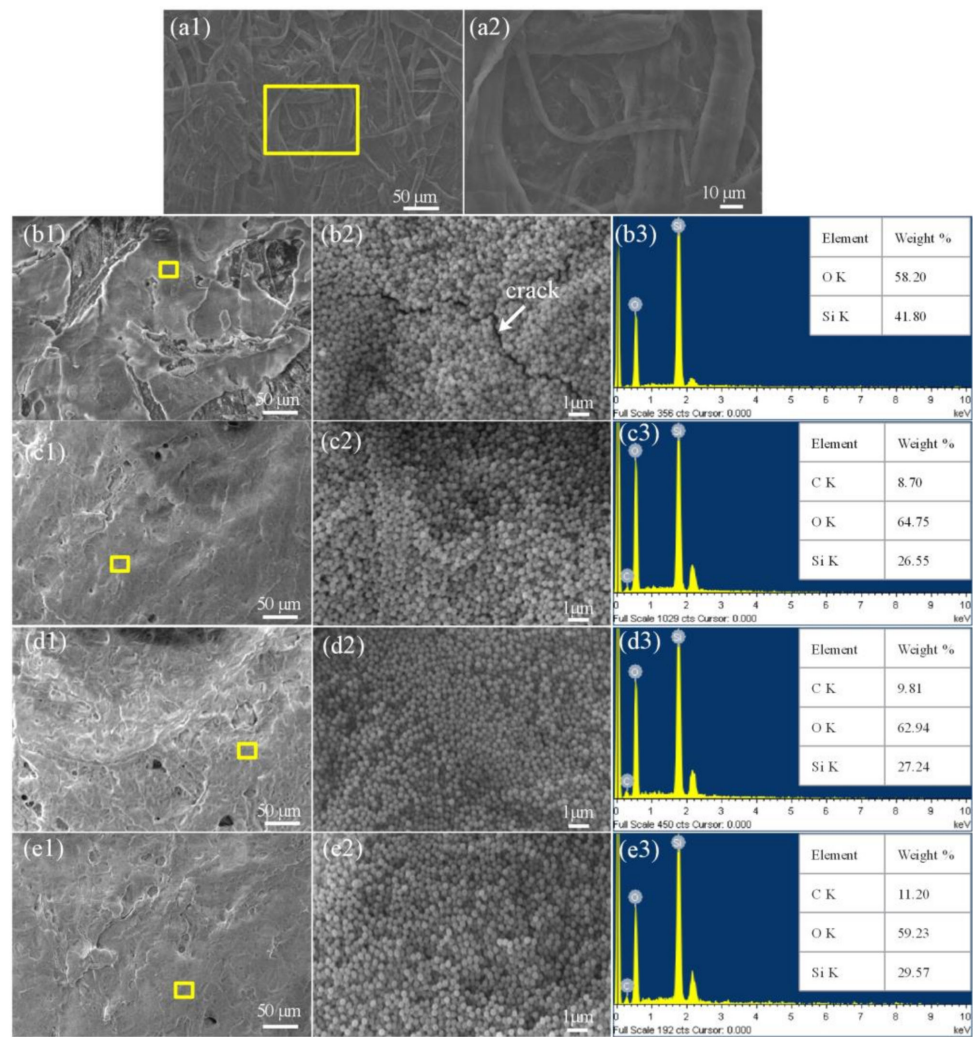 (a1)
50 μm
(a2)
10 μm
(b1)
50 μm
(b2)
crack
1μm
(b3)
Si
O
Element Weight %
O K 58.20
Si K 41.80
0 1 2 3 4 5 6 7 8 9 10
Full Scale 356 cts Cursor: 0.000 keV
(c1)
50 μm
(c2)
1μm
(c3)
Si
O
C
Element Weight %
C K 8.70
O K 64.75
Si K 26.55
0 1 2 3 4 5 6 7 8 9 10
Full Scale 1029 cts Cursor: 0.000 keV
(d1)
50 μm
(d2)
1μm
(d3)
Si
O
C
Element Weight %
C K 9.81
O K 62.94
Si K 27.24
0 1 2 3 4 5 6 7 8 9 10
Full Scale 450 cts Cursor: 0.000 keV
(e1)
50 μm
(e2)
1μm
(e3)
Si
O
C
Element Weight %
C K 11.20
O K 59.23
Si K 29.57
0 1 2 3 4 5 6 7 8 9 10
Full Scale 192 cts Cursor: 0.000 keV